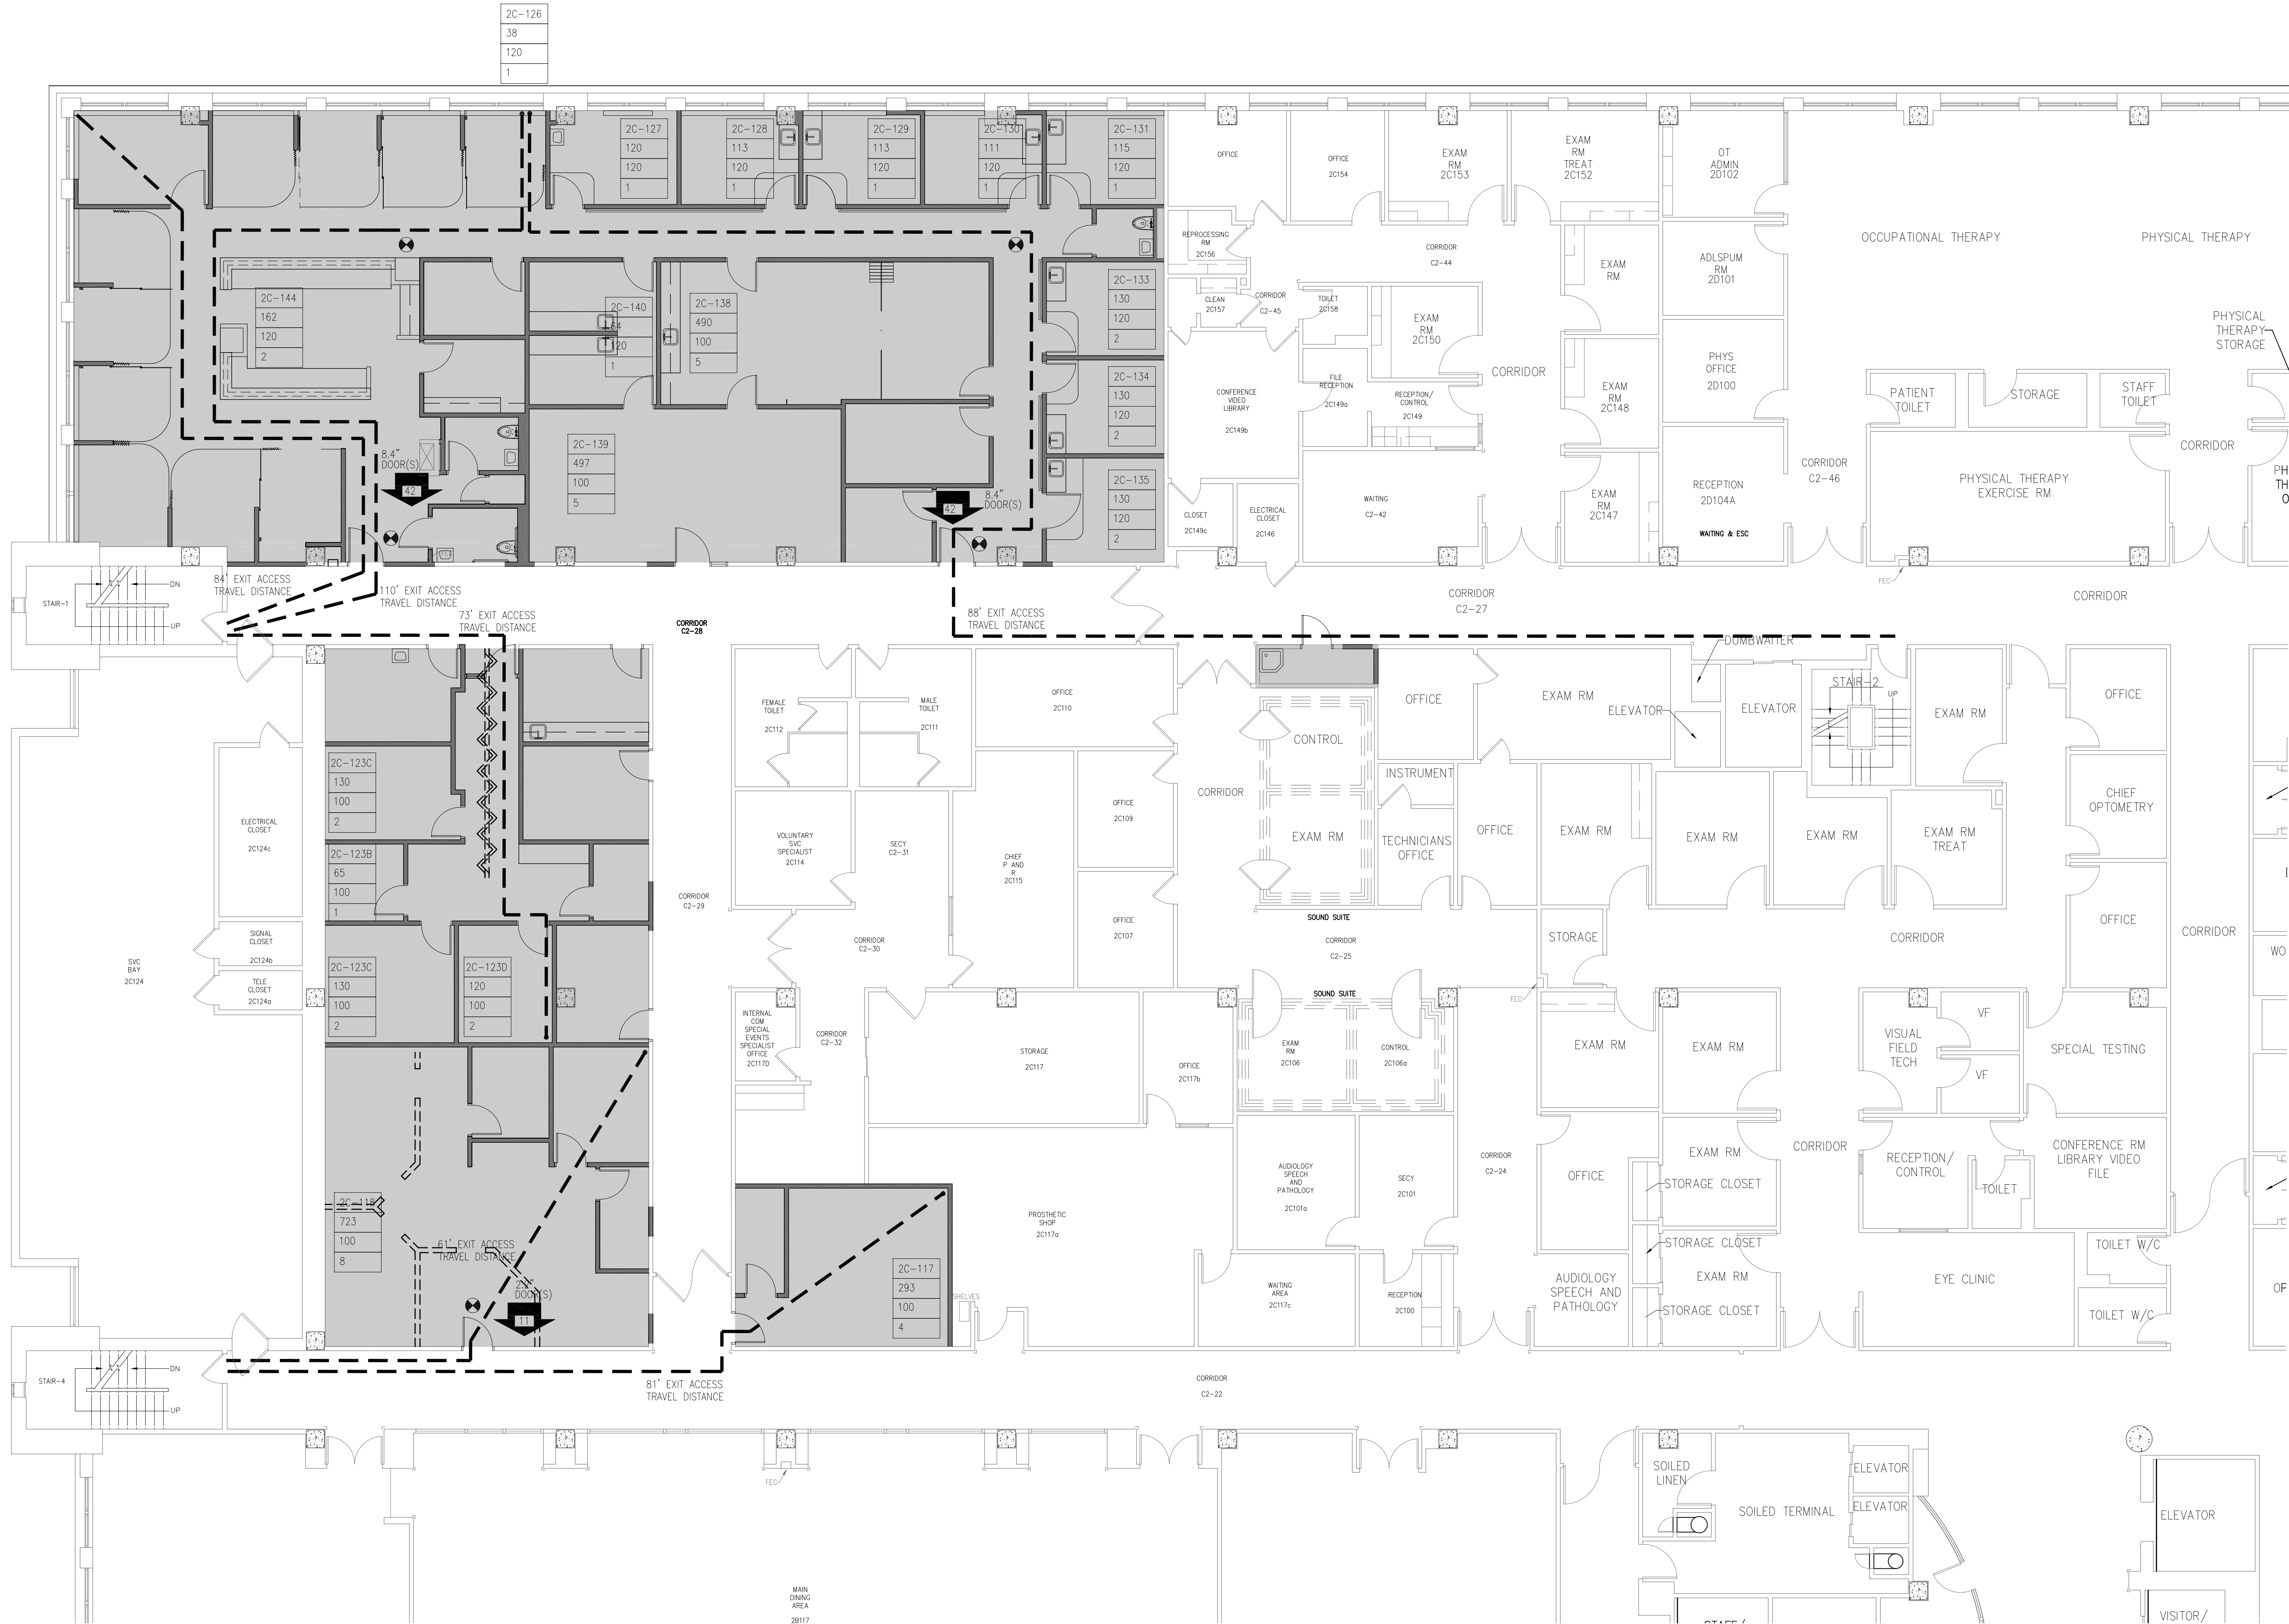 2C-126
38
120
1
2C-127
120
120
1
2C-128
113
120
1
2C-129
113
120
1
2C-130
111
120
1
2C-131
115
120
1
OFFICE
OFFICE
2C154
EXAM
RM
2C153
EXAM
RM
TREAT
2C152
OT
ADMIN
2D102
REPROCESSING
RM
2C156
CORRIDOR
C2-44
EXAM
RM
ADLSPUM
RM
2D101
OCCUPATIONAL THERAPY
PHYSICAL THERAPY
2C-144
162
120
2
2C-140
64
120
1
2C-138
490
100
5
2C-133
130
120
2
CLEAN
2C157
CORRIDOR
C2-45
TOILET
2C158
EXAM
RM
2C150
PHYSICAL
THERAPY
STORAGE
2C-134
130
120
2
CONFERENCE
VIDEO
LIBRARY
2C149b
FILE
RECEPTION
2C149a
RECEPTION/
CONTROL
2C149
CORRIDOR
EXAM
RM
2C148
PHYS
OFFICE
2D100
PATIENT
TOILET
STORAGE
STAFF
TOILET
CORRIDOR
2C-139
497
100
5
8.4"
DOOR(S)
42
8.4"
DOOR(S)
42
2C-135
130
120
2
CLOSET
2C149c
ELECTRICAL
CLOSET
2C146
WAITING
C2-42
EXAM
RM
2C147
RECEPTION
2D104A
WAITING & ESC
CORRIDOR
C2-46
PHYSICAL THERAPY
EXERCISE RM
PH
TH
O
FEC
STAIR-1
DN
UP
84' EXIT ACCESS
TRAVEL DISTANCE
110' EXIT ACCESS
TRAVEL DISTANCE
73' EXIT ACCESS
TRAVEL DISTANCE
CORRIDOR
C2-28
88' EXIT ACCESS
TRAVEL DISTANCE
CORRIDOR
C2-27
CORRIDOR
DUMBWAITER
FEMALE
TOILET
2C112
MALE
TOILET
2C111
OFFICE
2C110
CONTROL
OFFICE
EXAM RM
ELEVATOR
ELEVATOR
STAIR-2
UP
EXAM RM
OFFICE
2C-123C
130
100
2
ELECTRICAL
CLOSET
2C124c
VOLUNTARY
SVC
SPECIALIST
2C114
SECY
C2-31
CHIEF
P AND
R
2C115
OFFICE
2C109
CORRIDOR
EXAM RM
INSTRUMENT
TECHNICIANS
OFFICE
OFFICE
EXAM RM
EXAM RM
EXAM RM
EXAM RM
TREAT
CHIEF
OPTOMETRY
2C-123B
65
100
1
CORRIDOR
C2-29
OFFICE
2C107
OFFICE
SOUND SUITE
CORRIDOR
C2-25
STORAGE
CORRIDOR
CORRIDOR
SVC
BAY
2C124
SIGNAL
CLOSET
2C124b
TELE
CLOSET
2C124a
2C-123C
130
100
2
2C-123D
120
100
2
CORRIDOR
C2-30
WO
SOUND SUITE
FEC
INTERNAL
COM
SPECIAL
EVENTS
SPECIALIST
OFFICE
2C117D
CORRIDOR
C2-32
STORAGE
2C117
OFFICE
2C117b
EXAM
RM
2C106
CONTROL
2C106a
EXAM RM
EXAM RM
VISUAL
FIELD
TECH
VF
VF
SPECIAL TESTING
2C-118
723
100
8
61' EXIT ACCESS
TRAVEL DISTANCE
DOOR(S)
11
PROSTHETIC
SHOP
2C117a
AUDIOLOGY
SPEECH
AND
PATHOLOGY
2C101a
SECY
2C101
CORRIDOR
C2-24
OFFICE
EXAM RM
STORAGE CLOSET
CORRIDOR
RECEPTION/
CONTROL
TOILET
CONFERENCE RM
LIBRARY VIDEO
FILE
2C-117
293
100
4
SHELVES
WAITING
AREA
2C117c
RECEPTION
2C100
AUDIOLOGY
SPEECH AND
PATHOLOGY
STORAGE CLOSET
EXAM RM
STORAGE CLOSET
EYE CLINIC
TOILET W/C
TOILET W/C
OF
STAIR-4
DN
UP
81' EXIT ACCESS
TRAVEL DISTANCE
CORRIDOR
C2-22
FEC
SOILED
LINEN
SOILED TERMINAL
ELEVATOR
ELEVATOR
ELEVATOR
MAIN
DINING
AREA
2B117
STAFF/
VISITOR/